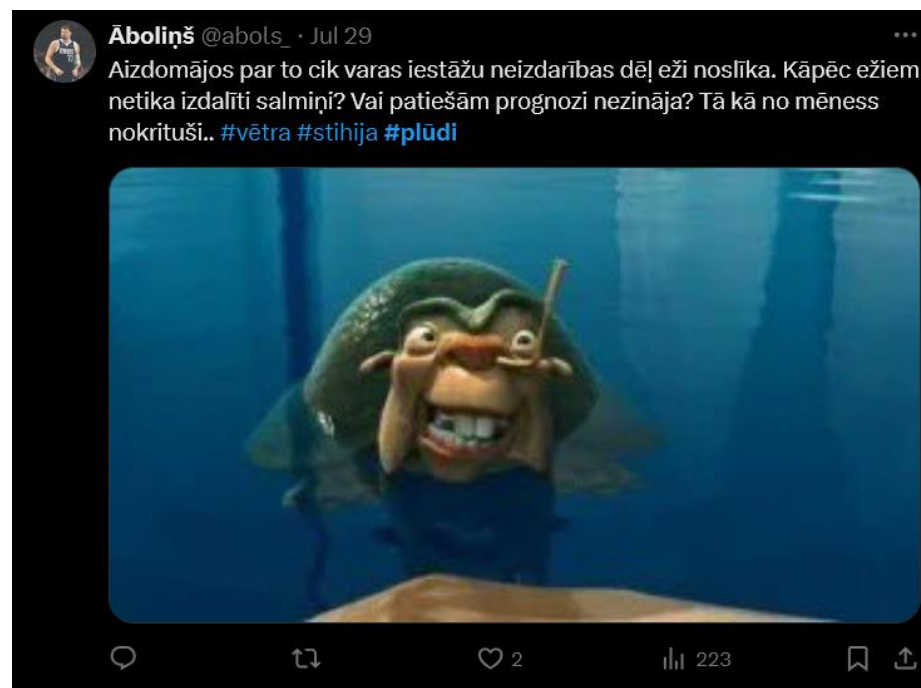 Āboliņš @abols_ · Jul 29
Aizdomājos par to cik varas iestāžu neizdarības dēļ eži noslīka. Kāpēc ežiem
netika izdalīti salmiņi? Vai patiešām prognozi nezināja? Tā kā no mēness
nokrituši.. #vētra #stihija #plūdi
2 223